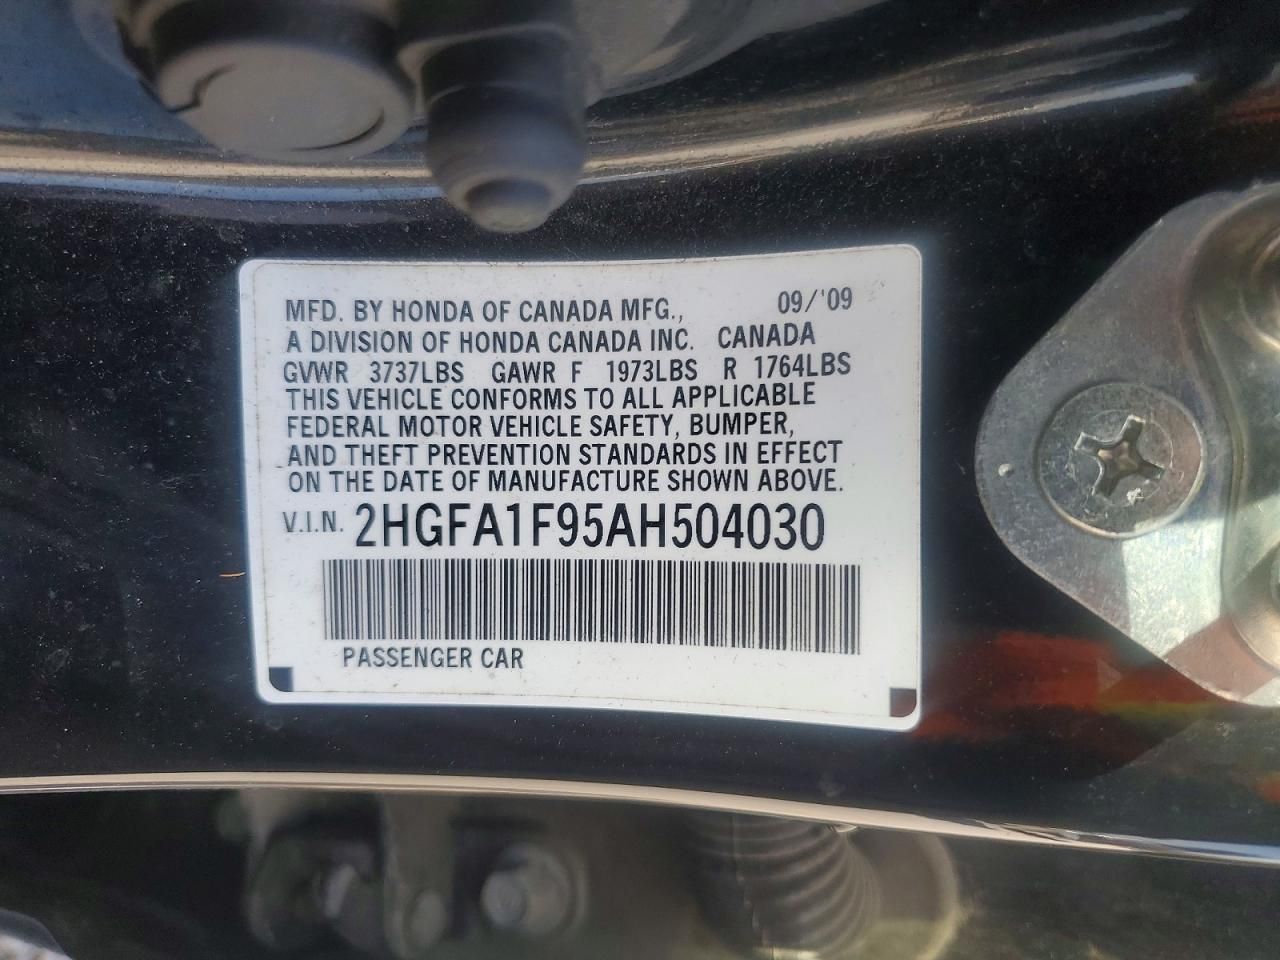 MFD. BY HONDA OF CANADA MFG., 09/'09
A DIVISION OF HONDA CANADA INC. CANADA
GVWR 3737LBS GAWR F 1973LBS R 1764LBS
THIS VEHICLE CONFORMS TO ALL APPLICABLE
FEDERAL MOTOR VEHICLE SAFETY, BUMPER,
AND THEFT PREVENTION STANDARDS IN EFFECT
ON THE DATE OF MANUFACTURE SHOWN ABOVE.
V.I.N. 2HGFA1F95AH504030
PASSENGER CAR